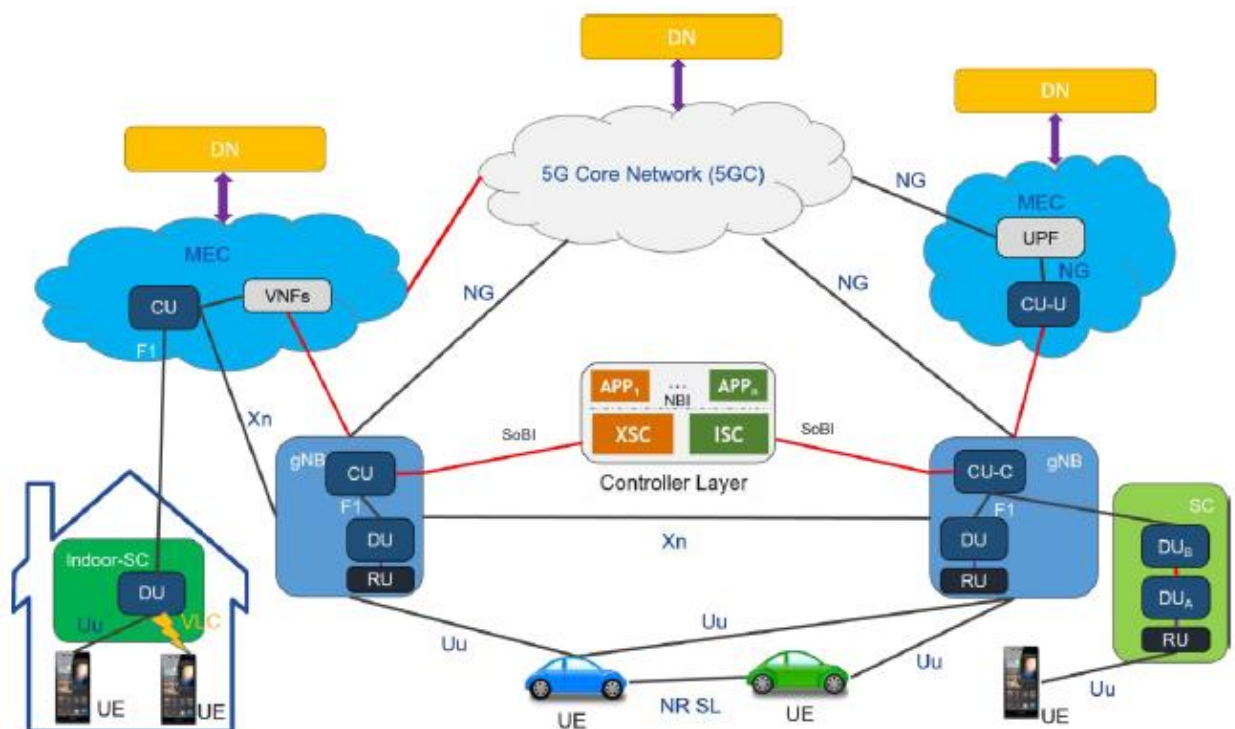 DN
DN
DN
5G Core Network (5GC)
NG
MEC
UPF
NG
CU-U
MEC
CU
VNFs
F1
NG
NG
Xn
APP1
...
APPn
NBI
XSC
ISC
SoBI
SoBI
Controller Layer
gNB
CU
F1
DU
RU
CU-C
gNB
F1
DU
RU
Xn
SC
DUB
DUA
RU
Indoor-SC
DU
Uu
VLC
UE
UE
Uu
Uu
Uu
Uu
NR SL
UE
UE
UE